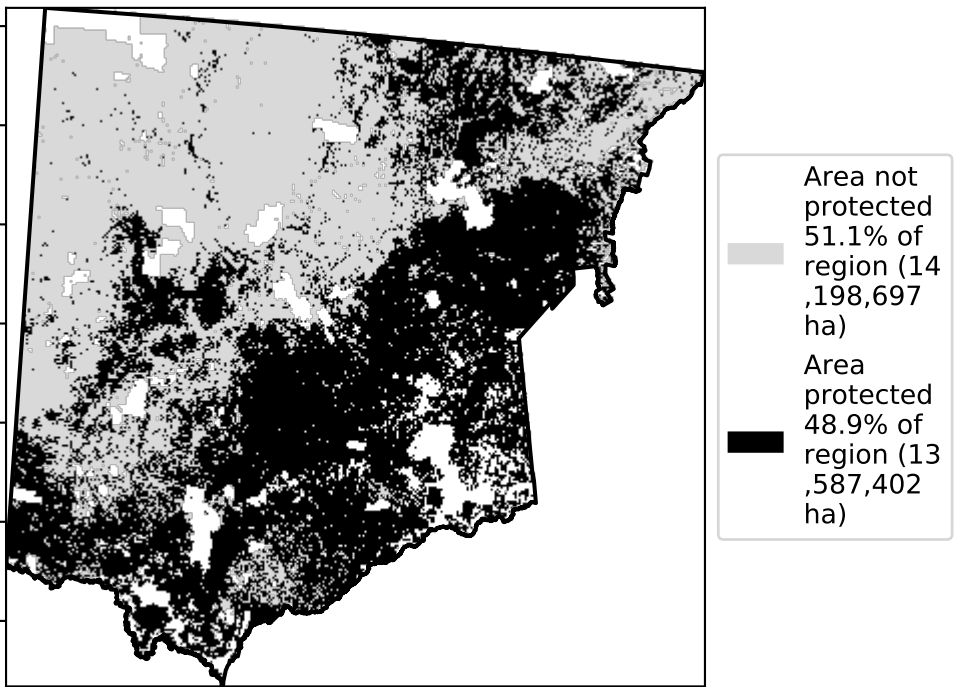 Area not
protected
51.1% of
region (14
,198,697
ha)
Area
protected
48.9% of
region (13
,587,402
ha)